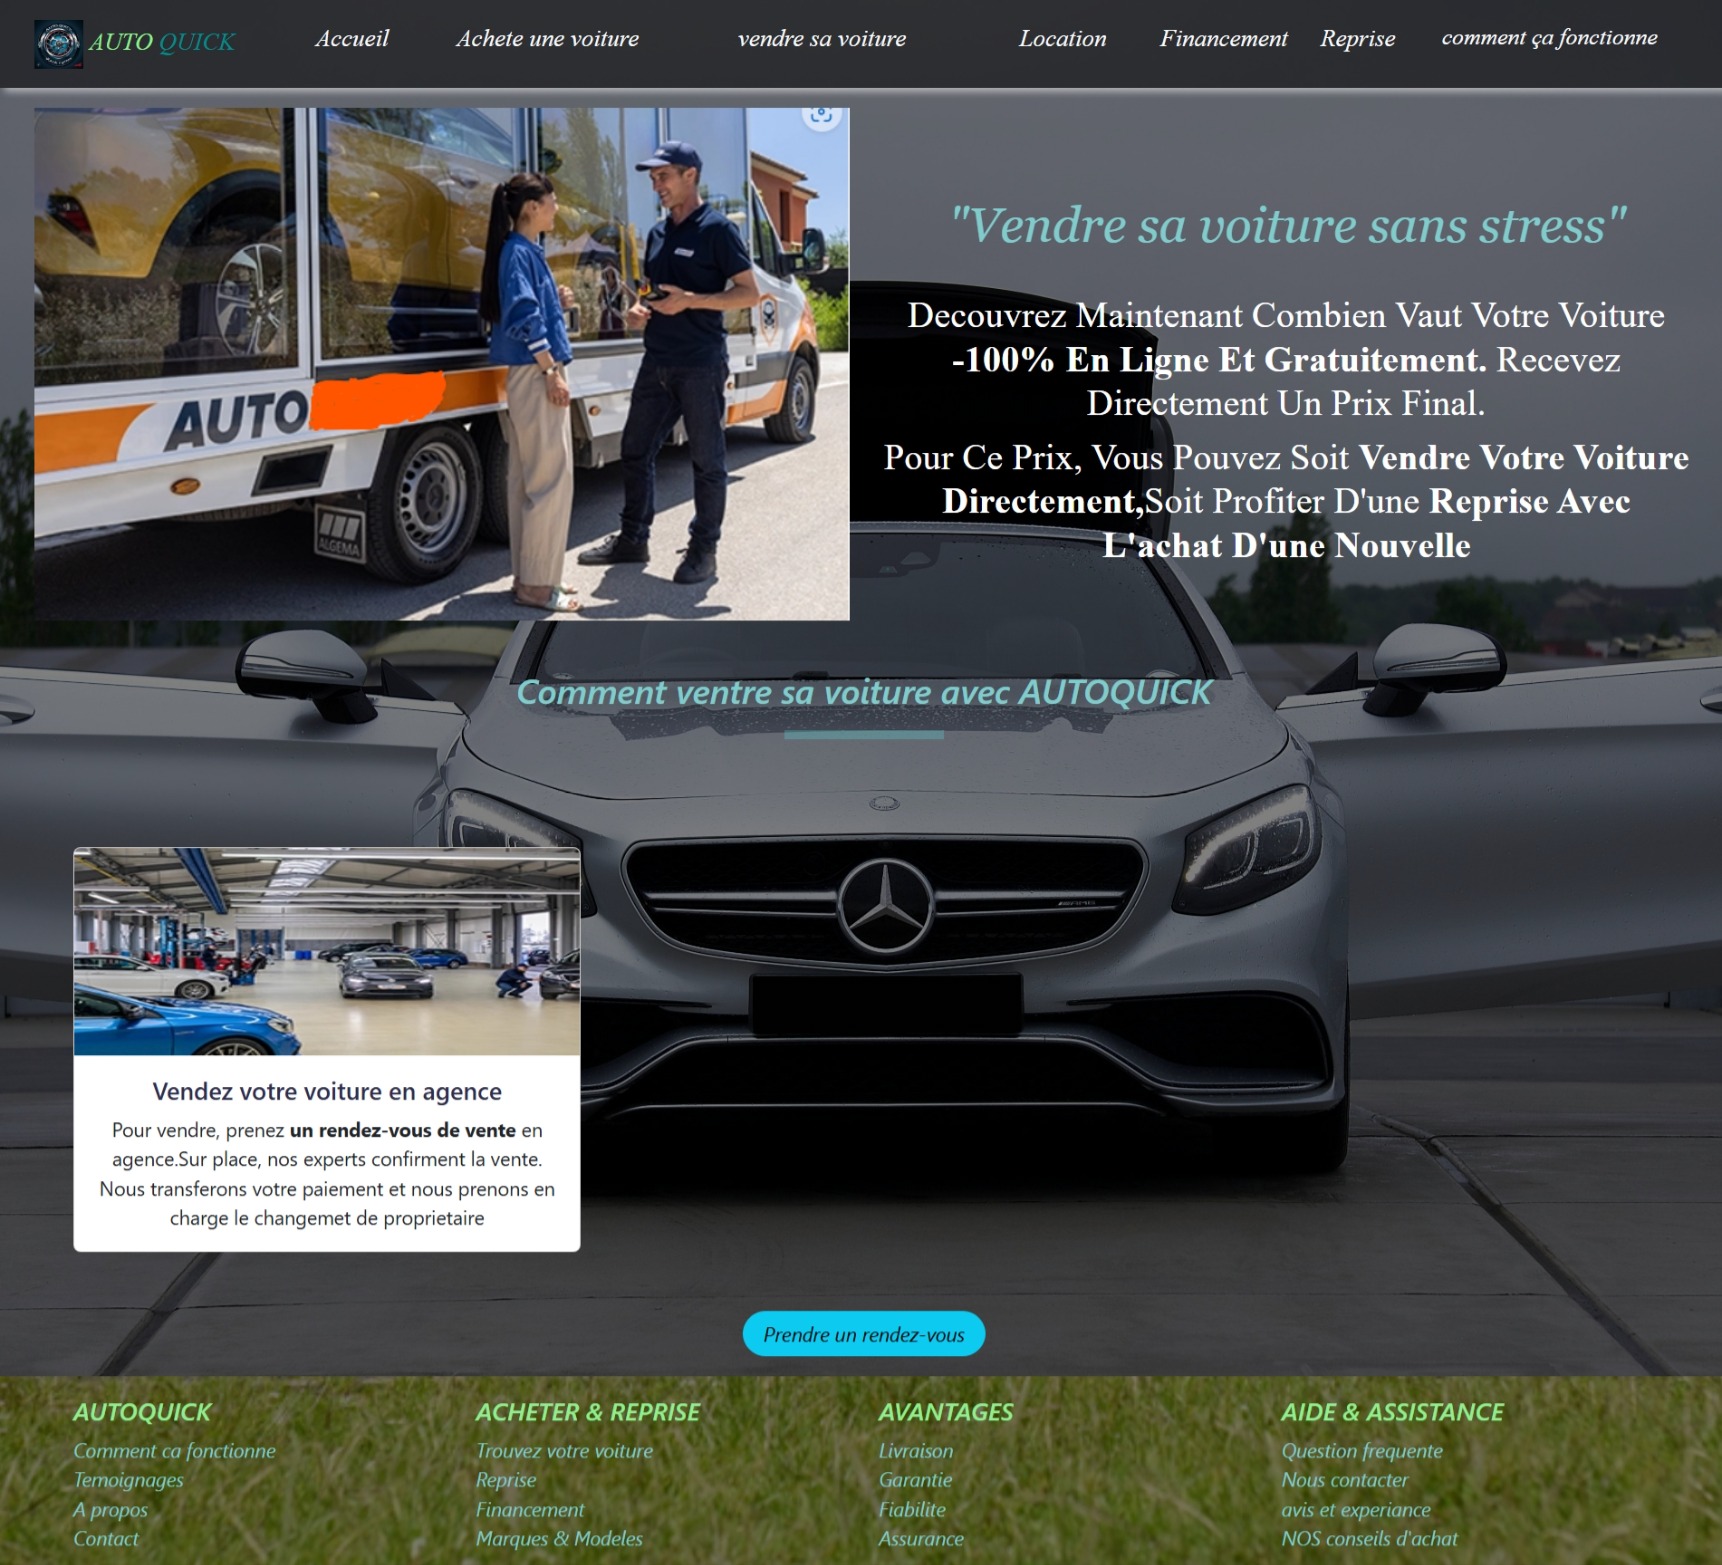 AUTO QUICK
Accueil
Achete une voiture
vendre sa voiture
Location
Financement
Reprise
comment ça fonctionne
AUTO
ALGEMA
"Vendre sa voiture sans stress"
Decouvrez Maintenant Combien Vaut Votre Voiture
-100% En Ligne Et Gratuitement. Recevez
Directement Un Prix Final.
Pour Ce Prix, Vous Pouvez Soit Vendre Votre Voiture
Directement,Soit Profiter D'une Reprise Avec
L'achat D'une Nouvelle
Comment ventre sa voiture avec AUTOQUICK
AMG
Vendez votre voiture en agence
Pour vendre, prenez un rendez-vous de vente en
agence.Sur place, nos experts confirment la vente.
Nous transferons votre paiement et nous prenons en
charge le changemet de proprietaire
Prendre un rendez-vous
AUTOQUICK
Comment ca fonctionne
Temoignages
A propos
Contact
ACHETER & REPRISE
Trouvez votre voiture
Reprise
Financement
Marques & Modeles
AVANTAGES
Livraison
Garantie
Fiabilite
Assurance
AIDE & ASSISTANCE
Question frequente
Nous contacter
avis et experiance
NOS conseils d'achat